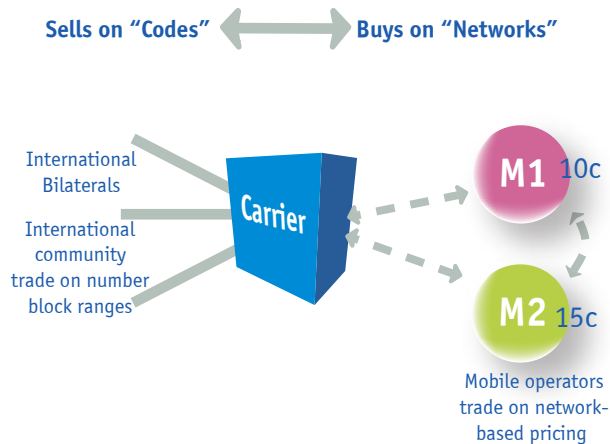 Sells on “Codes”
Buys on “Networks”
International
Bilaterals
International
community
trade on number
block ranges
Carrier
M1
10c
M2
15c
Mobile operators
trade on network-
based pricing